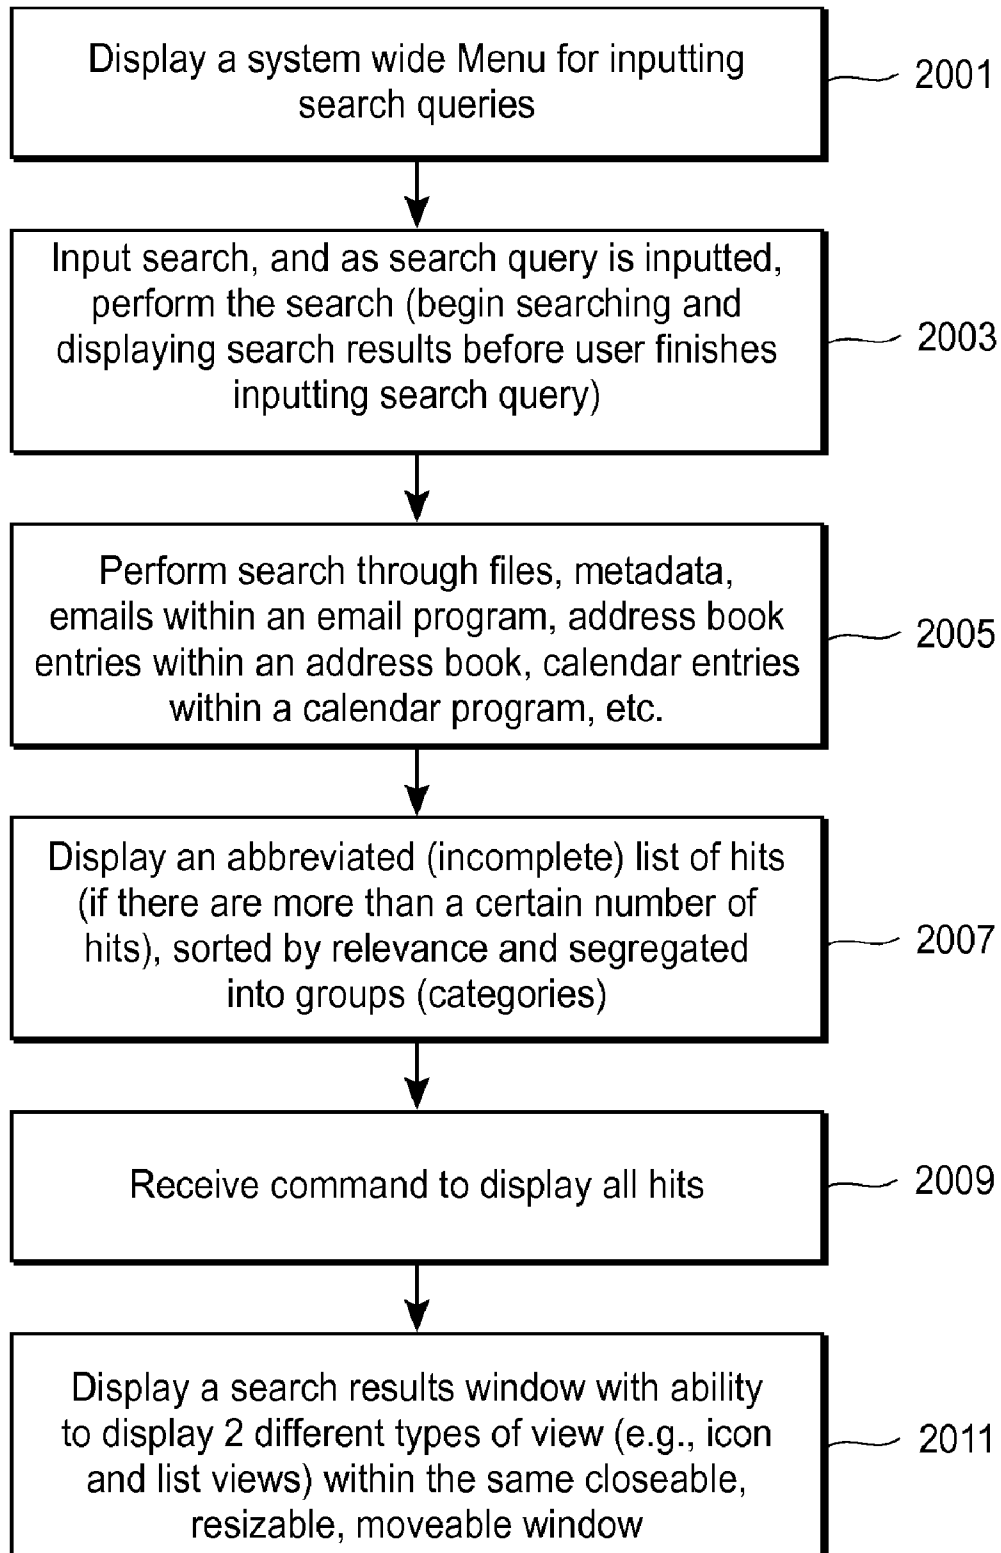 Display a system wide Menu for inputting
search queries
2001
Input search, and as search query is inputted,
perform the search (begin searching and
displaying search results before user finishes
inputting search query)
2003
Perform search through files, metadata,
emails within an email program, address book
entries within an address book, calendar entries
within a calendar program, etc.
2005
Display an abbreviated (incomplete) list of hits
(if there are more than a certain number of
hits), sorted by relevance and segregated
into groups (categories)
2007
Receive command to display all hits
2009
Display a search results window with ability
to display 2 different types of view (e.g., icon
and list views) within the same closeable,
resizable, moveable window
2011